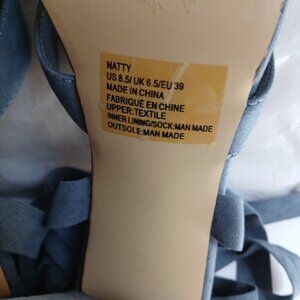 NATTY
US 8.5/ UK 6.5/EU 39
MADE IN CHINA
FABRIQUÉ EN CHINE
UPPER:TEXTILE
INNER LINING/SOCK:MAN MADE
OUTSOLE:MAN MADE